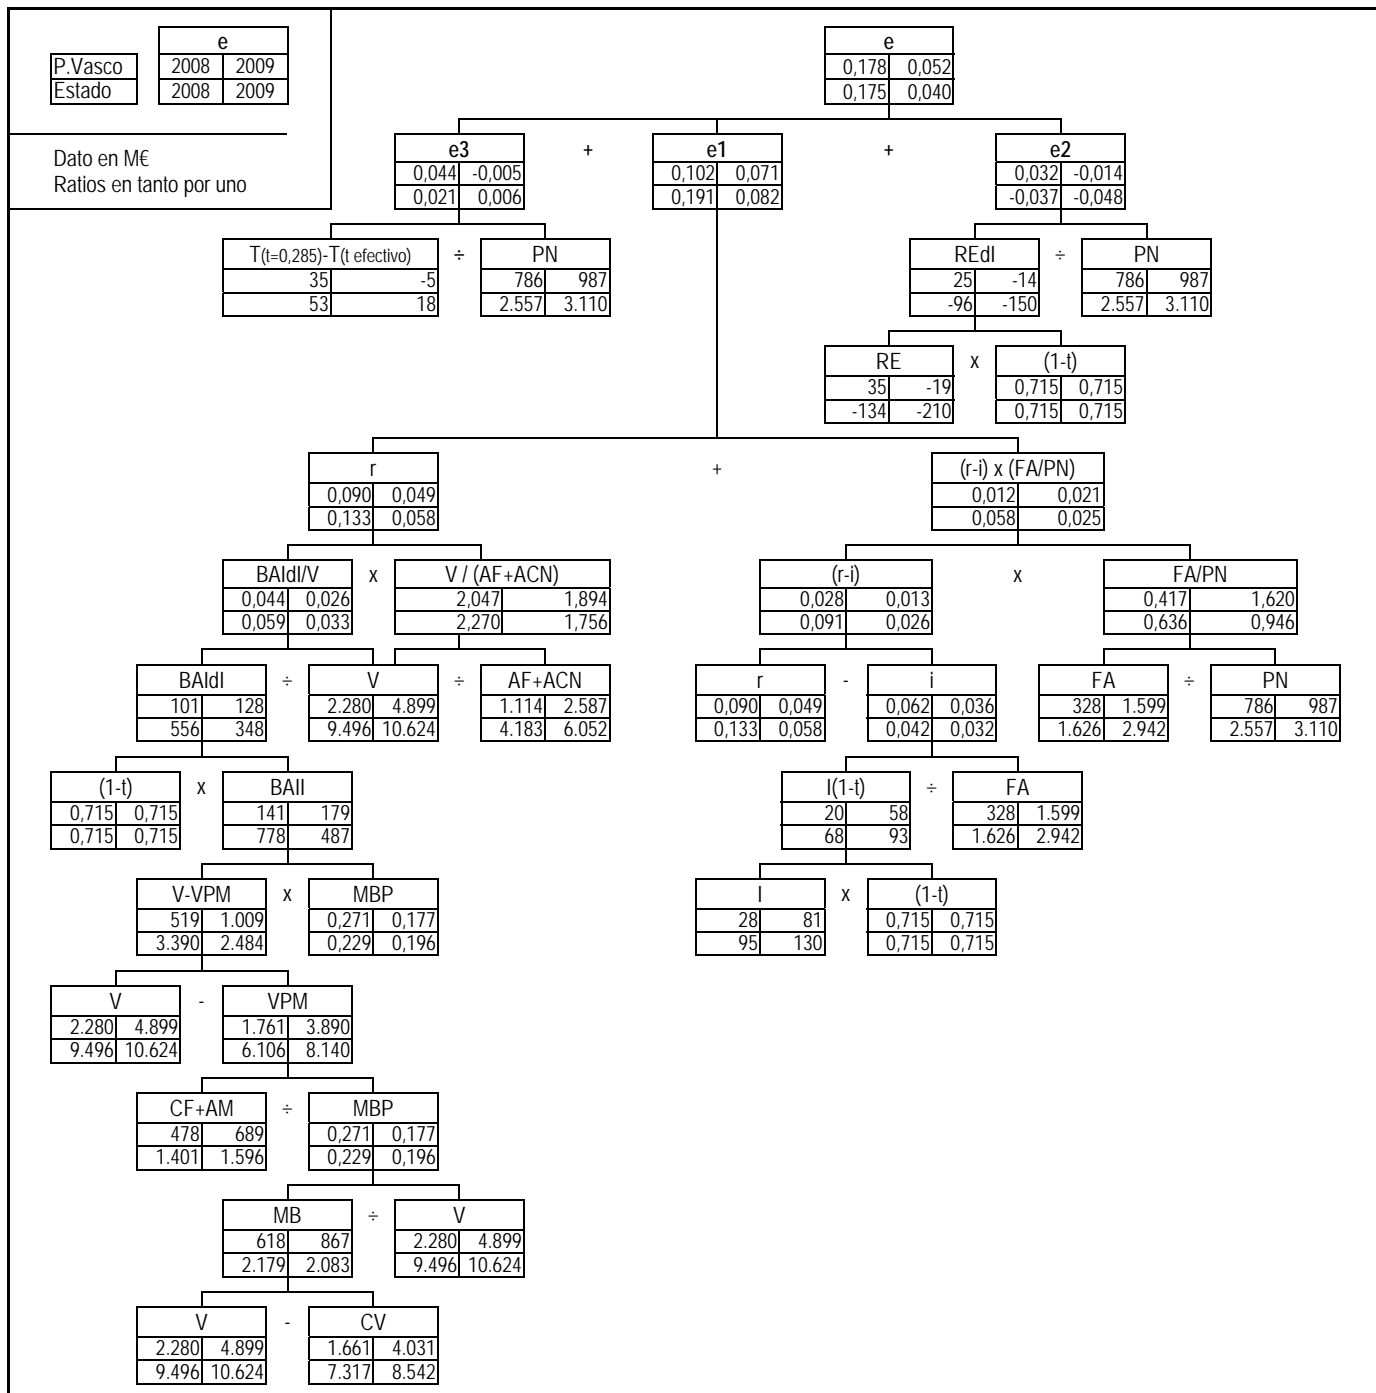 e
P.Vasco 2008 2009
Estado 2008 2009
Dato en M€
Ratios en tanto por uno
e
0,178 0,052
0,175 0,040
e3 + e1 + e2
0,044 -0,005 0,102 0,071 0,032 -0,014
0,021 0,006 0,191 0,082 -0,037 -0,048
T(t=0,285)-T(t efectivo) ÷ PN REdI ÷ PN
35 -5 786 987 25 -14 786 987
53 18 2.557 3.110 -96 -150 2.557 3.110
RE x (1-t)
35 -19 0,715 0,715
-134 -210 0,715 0,715
r + (r-i) x (FA/PN)
0,090 0,049 0,012 0,021
0,133 0,058 0,058 0,025
BAIdI/V x V / (AF+ACN) (r-i) x FA/PN
0,044 0,026 2,047 1,894 0,028 0,013 0,417 1,620
0,059 0,033 2,270 1,756 0,091 0,026 0,636 0,946
BAIdI ÷ V ÷ AF+ACN r - i FA ÷ PN
101 128 2.280 4.899 1.114 2.587 0,090 0,049 0,062 0,036 328 1.599 786 987
556 348 9.496 10.624 4.183 6.052 0,133 0,058 0,042 0,032 1.626 2.942 2.557 3.110
(1-t) x BAII I(1-t) ÷ FA
0,715 0,715 141 179 20 58 328 1.599
0,715 0,715 778 487 68 93 1.626 2.942
V-VPM x MBP I x (1-t)
519 1.009 0,271 0,177 28 81 0,715 0,715
3.390 2.484 0,229 0,196 95 130 0,715 0,715
V - VPM
2.280 4.899 1.761 3.890
9.496 10.624 6.106 8.140
CF+AM ÷ MBP
478 689 0,271 0,177
1.401 1.596 0,229 0,196
MB ÷ V
618 867 2.280 4.899
2.179 2.083 9.496 10.624
V - CV
2.280 4.899 1.661 4.031
9.496 10.624 7.317 8.542